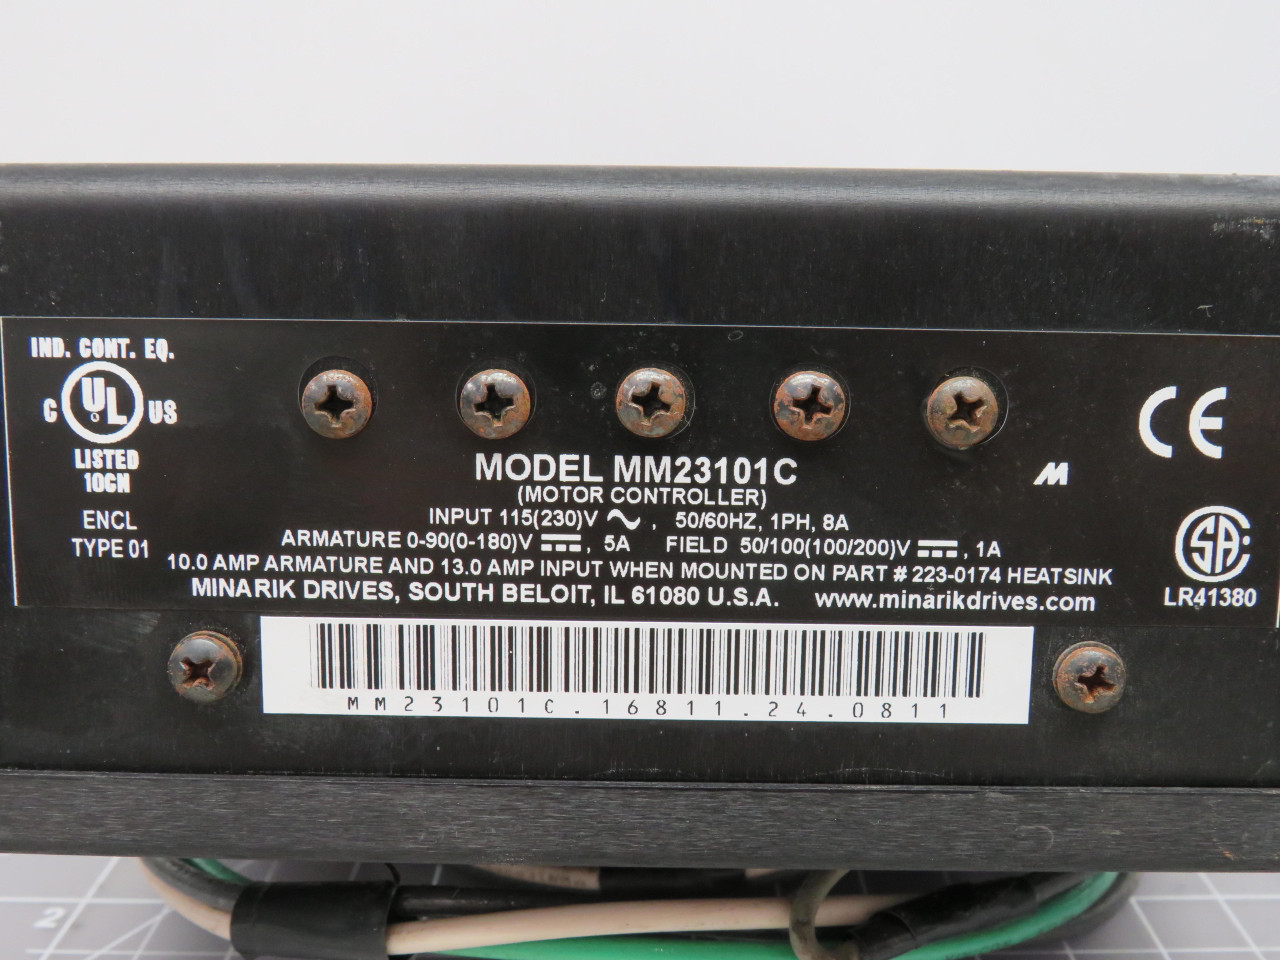 IND. CONT. EQ.
C UL US
LISTED
10GN
ENCL
TYPE 01
CE
MODEL MM23101C
M
(MOTOR CONTROLLER)
INPUT 115(230)V , 50/60HZ, 1PH, 8A
ARMATURE 0-90(0-180)V , 5A FIELD 50/100(100/200)V , 1A
10.0 AMP ARMATURE AND 13.0 AMP INPUT WHEN MOUNTED ON PART # 223-0174 HEATSINK
MINARIK DRIVES, SOUTH BELOIT, IL 61080 U.S.A. www.minarikdrives.com
SA
LR41380
MM23101C.16811.24.0811
2